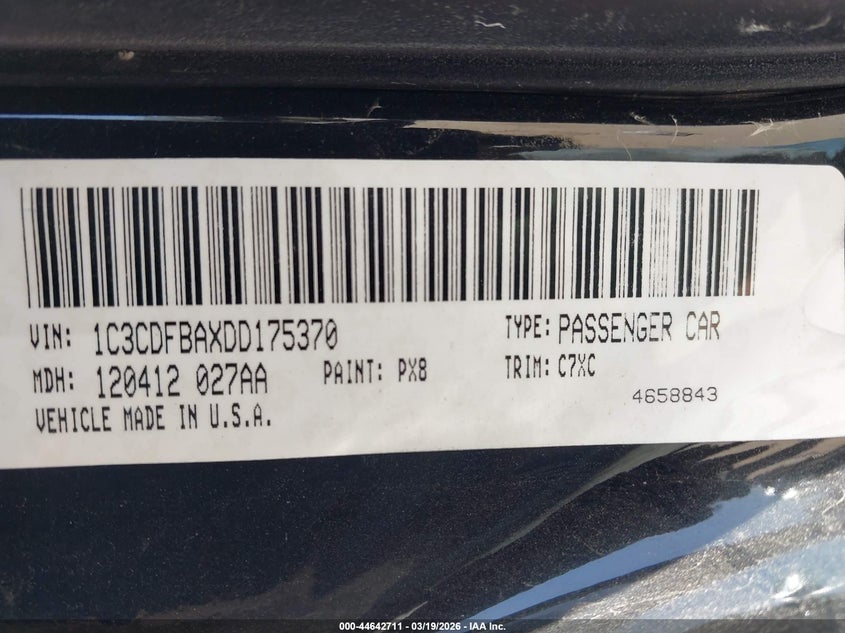 VIN: 1C3CDFBAXDD175370 TYPE: PASSENGER CAR
MDH: 120412 027AA PAINT: PX8 TRIM: C7XC
VEHICLE MADE IN U.S.A. 4658843
000-44642711 - 03/19/2026 - IAA Inc.